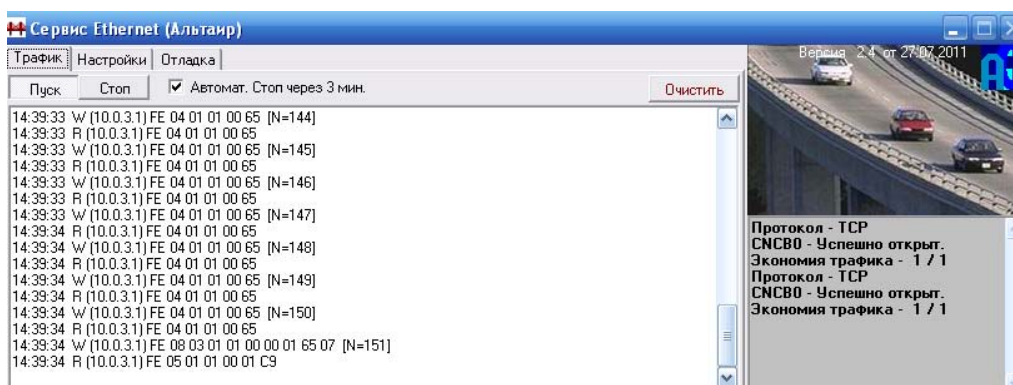 Сервис Ethernet (Альтаир)
Трафик Настройки Отладка
Версия 2.4 от 27.07.2011
Пуск Стоп Автомат. Стоп через 3 мин. Очистить
14:39:33 W (10.0.3.1) FE 04 01 01 00 65 [N=144]
14:39:33 R (10.0.3.1) FE 04 01 01 00 65
14:39:33 W (10.0.3.1) FE 04 01 01 00 65 [N=145]
14:39:33 R (10.0.3.1) FE 04 01 01 00 65
14:39:33 W (10.0.3.1) FE 04 01 01 00 65 [N=146]
14:39:33 R (10.0.3.1) FE 04 01 01 00 65
14:39:33 W (10.0.3.1) FE 04 01 01 00 65 [N=147]
14:39:34 R (10.0.3.1) FE 04 01 01 00 65
14:39:34 W (10.0.3.1) FE 04 01 01 00 65 [N=148]
14:39:34 R (10.0.3.1) FE 04 01 01 00 65
14:39:34 W (10.0.3.1) FE 04 01 01 00 65 [N=149]
14:39:34 R (10.0.3.1) FE 04 01 01 00 65
14:39:34 W (10.0.3.1) FE 04 01 01 00 65 [N=150]
14:39:34 R (10.0.3.1) FE 04 01 01 00 65
14:39:34 W (10.0.3.1) FE 08 03 01 01 00 00 01 65 07 [N=151]
14:39:34 R (10.0.3.1) FE 05 01 01 00 01 C9
Протокол - TCP
CNCB0 - Успешно открыт.
Экономия трафика - 1 / 1
Протокол - TCP
CNCB0 - Успешно открыт.
Экономия трафика - 1 / 1